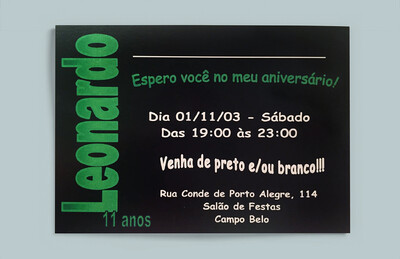 Leonardo
11 anos
Espero você no meu aniversário!
Dia 01/11/03 - Sábado
Das 19:00 às 23:00
Venha de preto e/ou branco!!!
Rua Conde de Porto Alegre, 114
Salão de Festas
Campo Belo